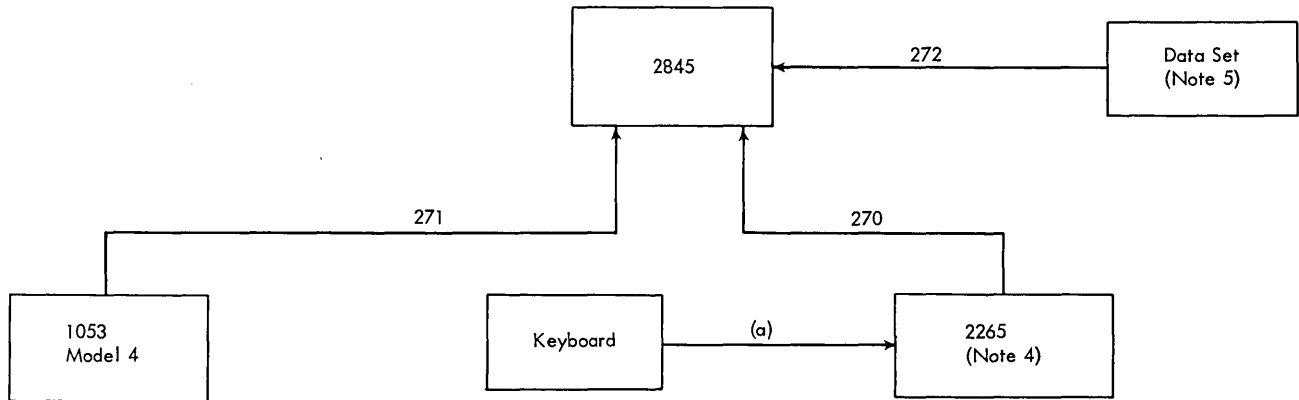 2845
272
Data Set
(Note 5)
271
270
1053
Model 4
Keyboard
(a)
2265
(Note 4)